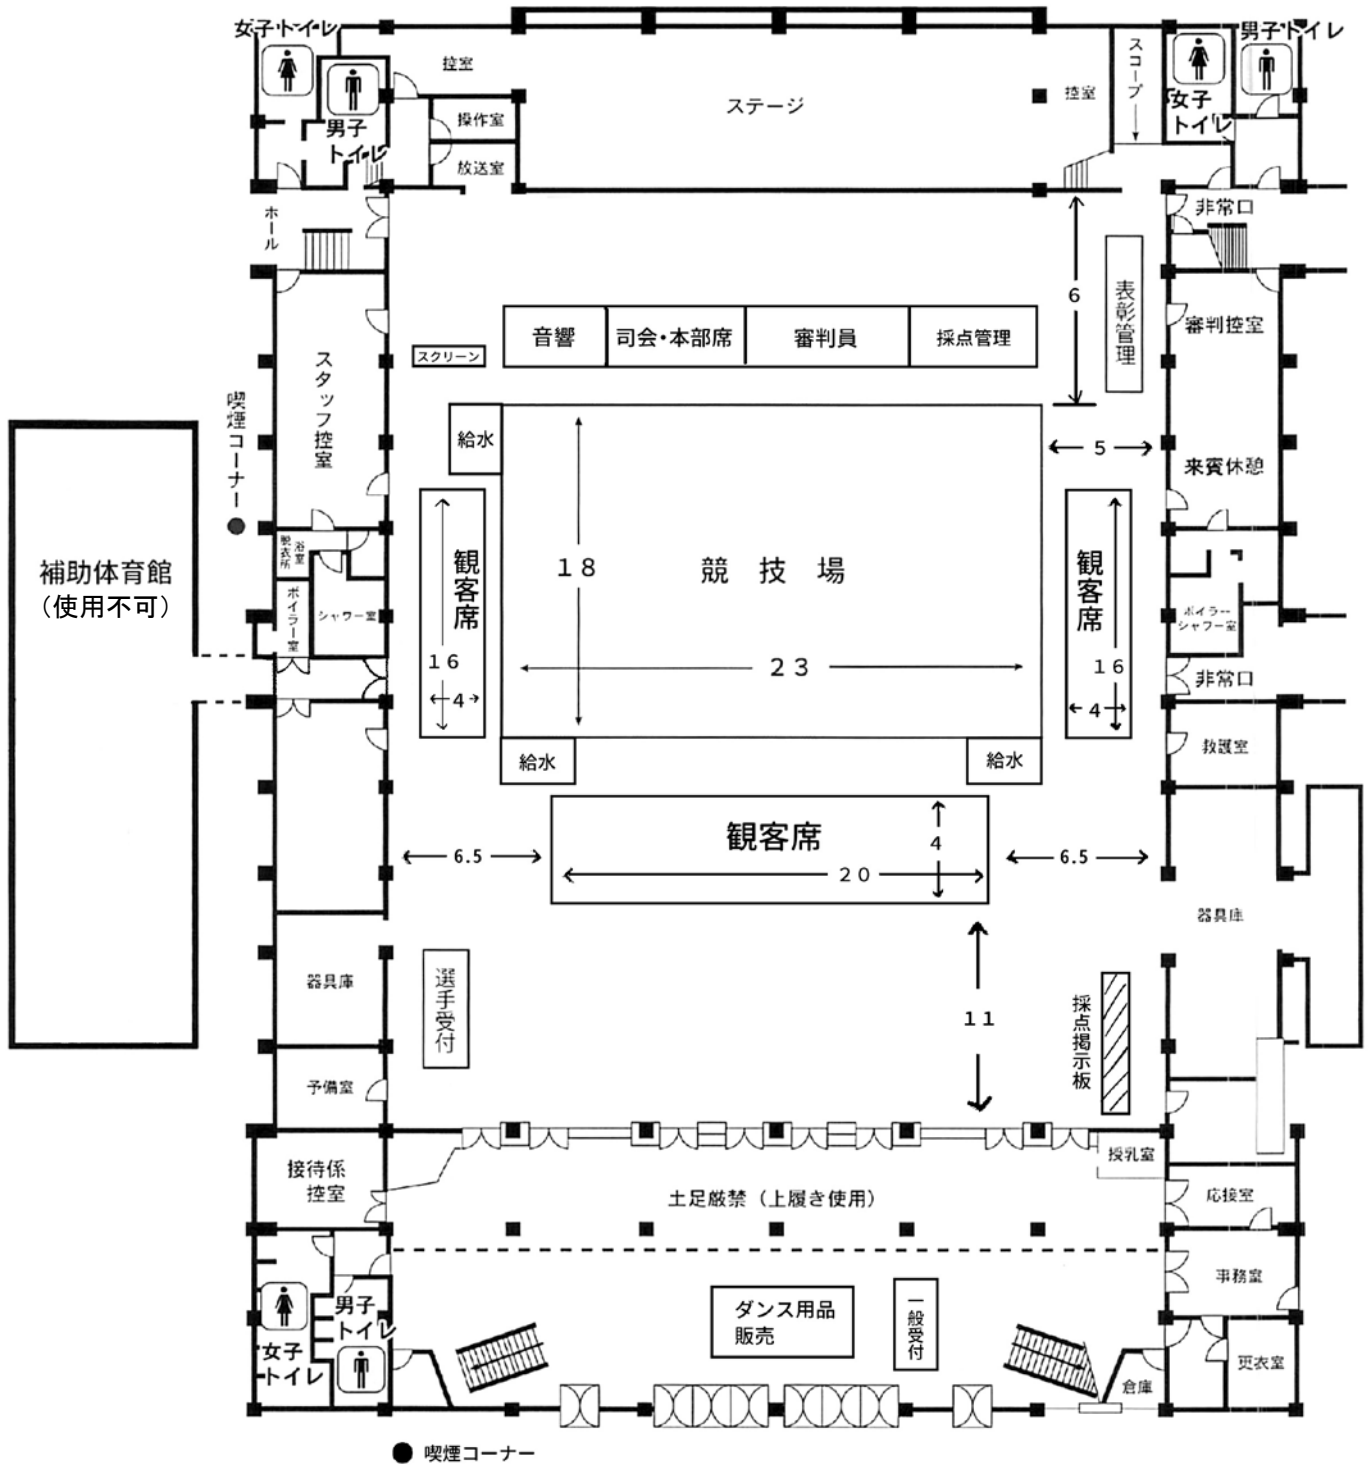 女子トイレ
男子トイレ
控室
ステージ
控室
スコープ
操作室
男子
トイレ
女子
トイレ
放送室
ホール
非常口
6
表彰管理
音響
司会・本部席
審判員
採点管理
審判控室
スクリーン
スタッフ控室
喫煙コーナー
給水
5
来賓休憩
補助体育館
（使用不可）
脱衣所
浴室
ボイラー室
シャワー室
観客席
16
4
18
競技場
23
観客席
16
4
ボイラー
シャワー室
非常口
救護室
給水
給水
観客席
4
20
6.5
6.5
器具庫
器具庫
選手受付
11
採点掲示板
予備室
接待係
控室
授乳室
土足厳禁（上履き使用）
応接室
事務室
男子
トイレ
女子
トイレ
ダンス用品
販売
一般受付
倉庫
更衣室
喫煙コーナー